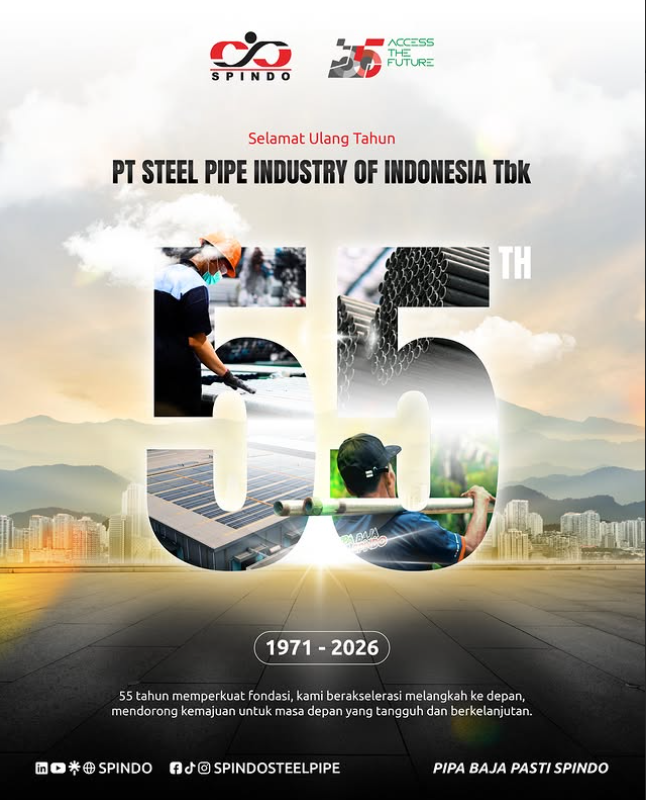 SPINDO
55 ACCESS
THE
FUTURE
Selamat Ulang Tahun
PT STEEL PIPE INDUSTRY OF INDONESIA Tbk
55 TH
BAJA
1971 - 2026
55 tahun memperkuat fondasi, kami berakselerasi melangkah ke depan,
mendorong kemajuan untuk masa depan yang tangguh dan berkelanjutan.
SPINDO SPINDOSTEELPIPE PIPA BAJA PASTI SPINDO